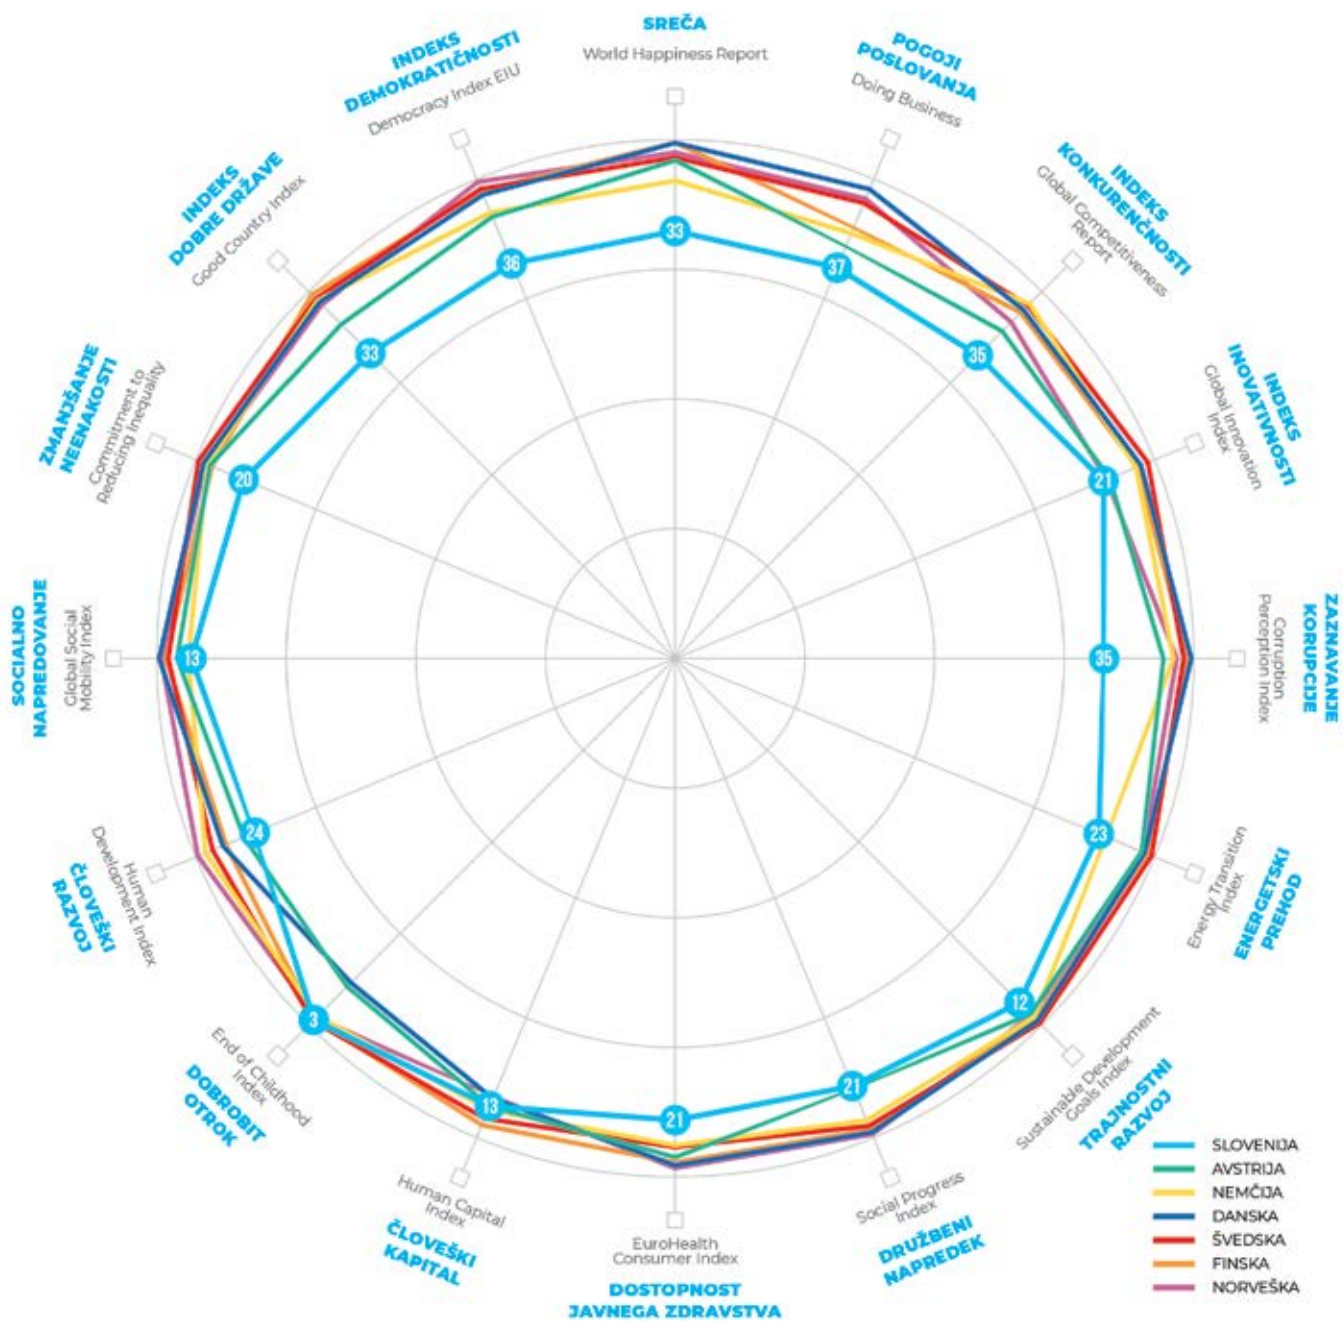 SREČA
World Happiness Report
POGOJI
POSLOVANJA
Doing Business
INDEKS
KONKURENČNOSTI
Global Competitiveness
Report
INDEKS
INOVATIVNOSTI
Global Innovation
Index
ZAZNAVANJE
KORUPCIJE
Corruption
Perception Index
ENERGETSKI
PREHOD
Energy Transition
Index
TRAJNOSTNI
RAZVOJ
Sustainable Development
Goals Index
DRUŽBENI
NAPREDEK
Social Progress
Index
EuroHealth
Consumer Index
DOSTOPNOST
JAVNEGA ZDRAVSTVA
Human Capital
Index
ČLOVEŠKI
KAPITAL
End of Childhood
Index
DOBROBIT
OTROK
Human
Development Index
ČLOVEŠKI
RAZVOJ
SOCIALNO
NAPREDOVANJE
Global Social
Mobility Index
ZMANJŠANJE
NEENAKOSTI
Commitment to
Reducing Inequality
INDEKS
DOBRE DRŽAVE
Good Country Index
INDEKS
DEMOKRATIČNOSTI
Democracy Index EIU
33
37
35
21
35
23
12
21
21
13
3
24
13
20
33
36
SLOVENIJA
AVSTRIJA
NEMČIJA
DANSKA
ŠVEDSKA
FINSKA
NORVEŠKA